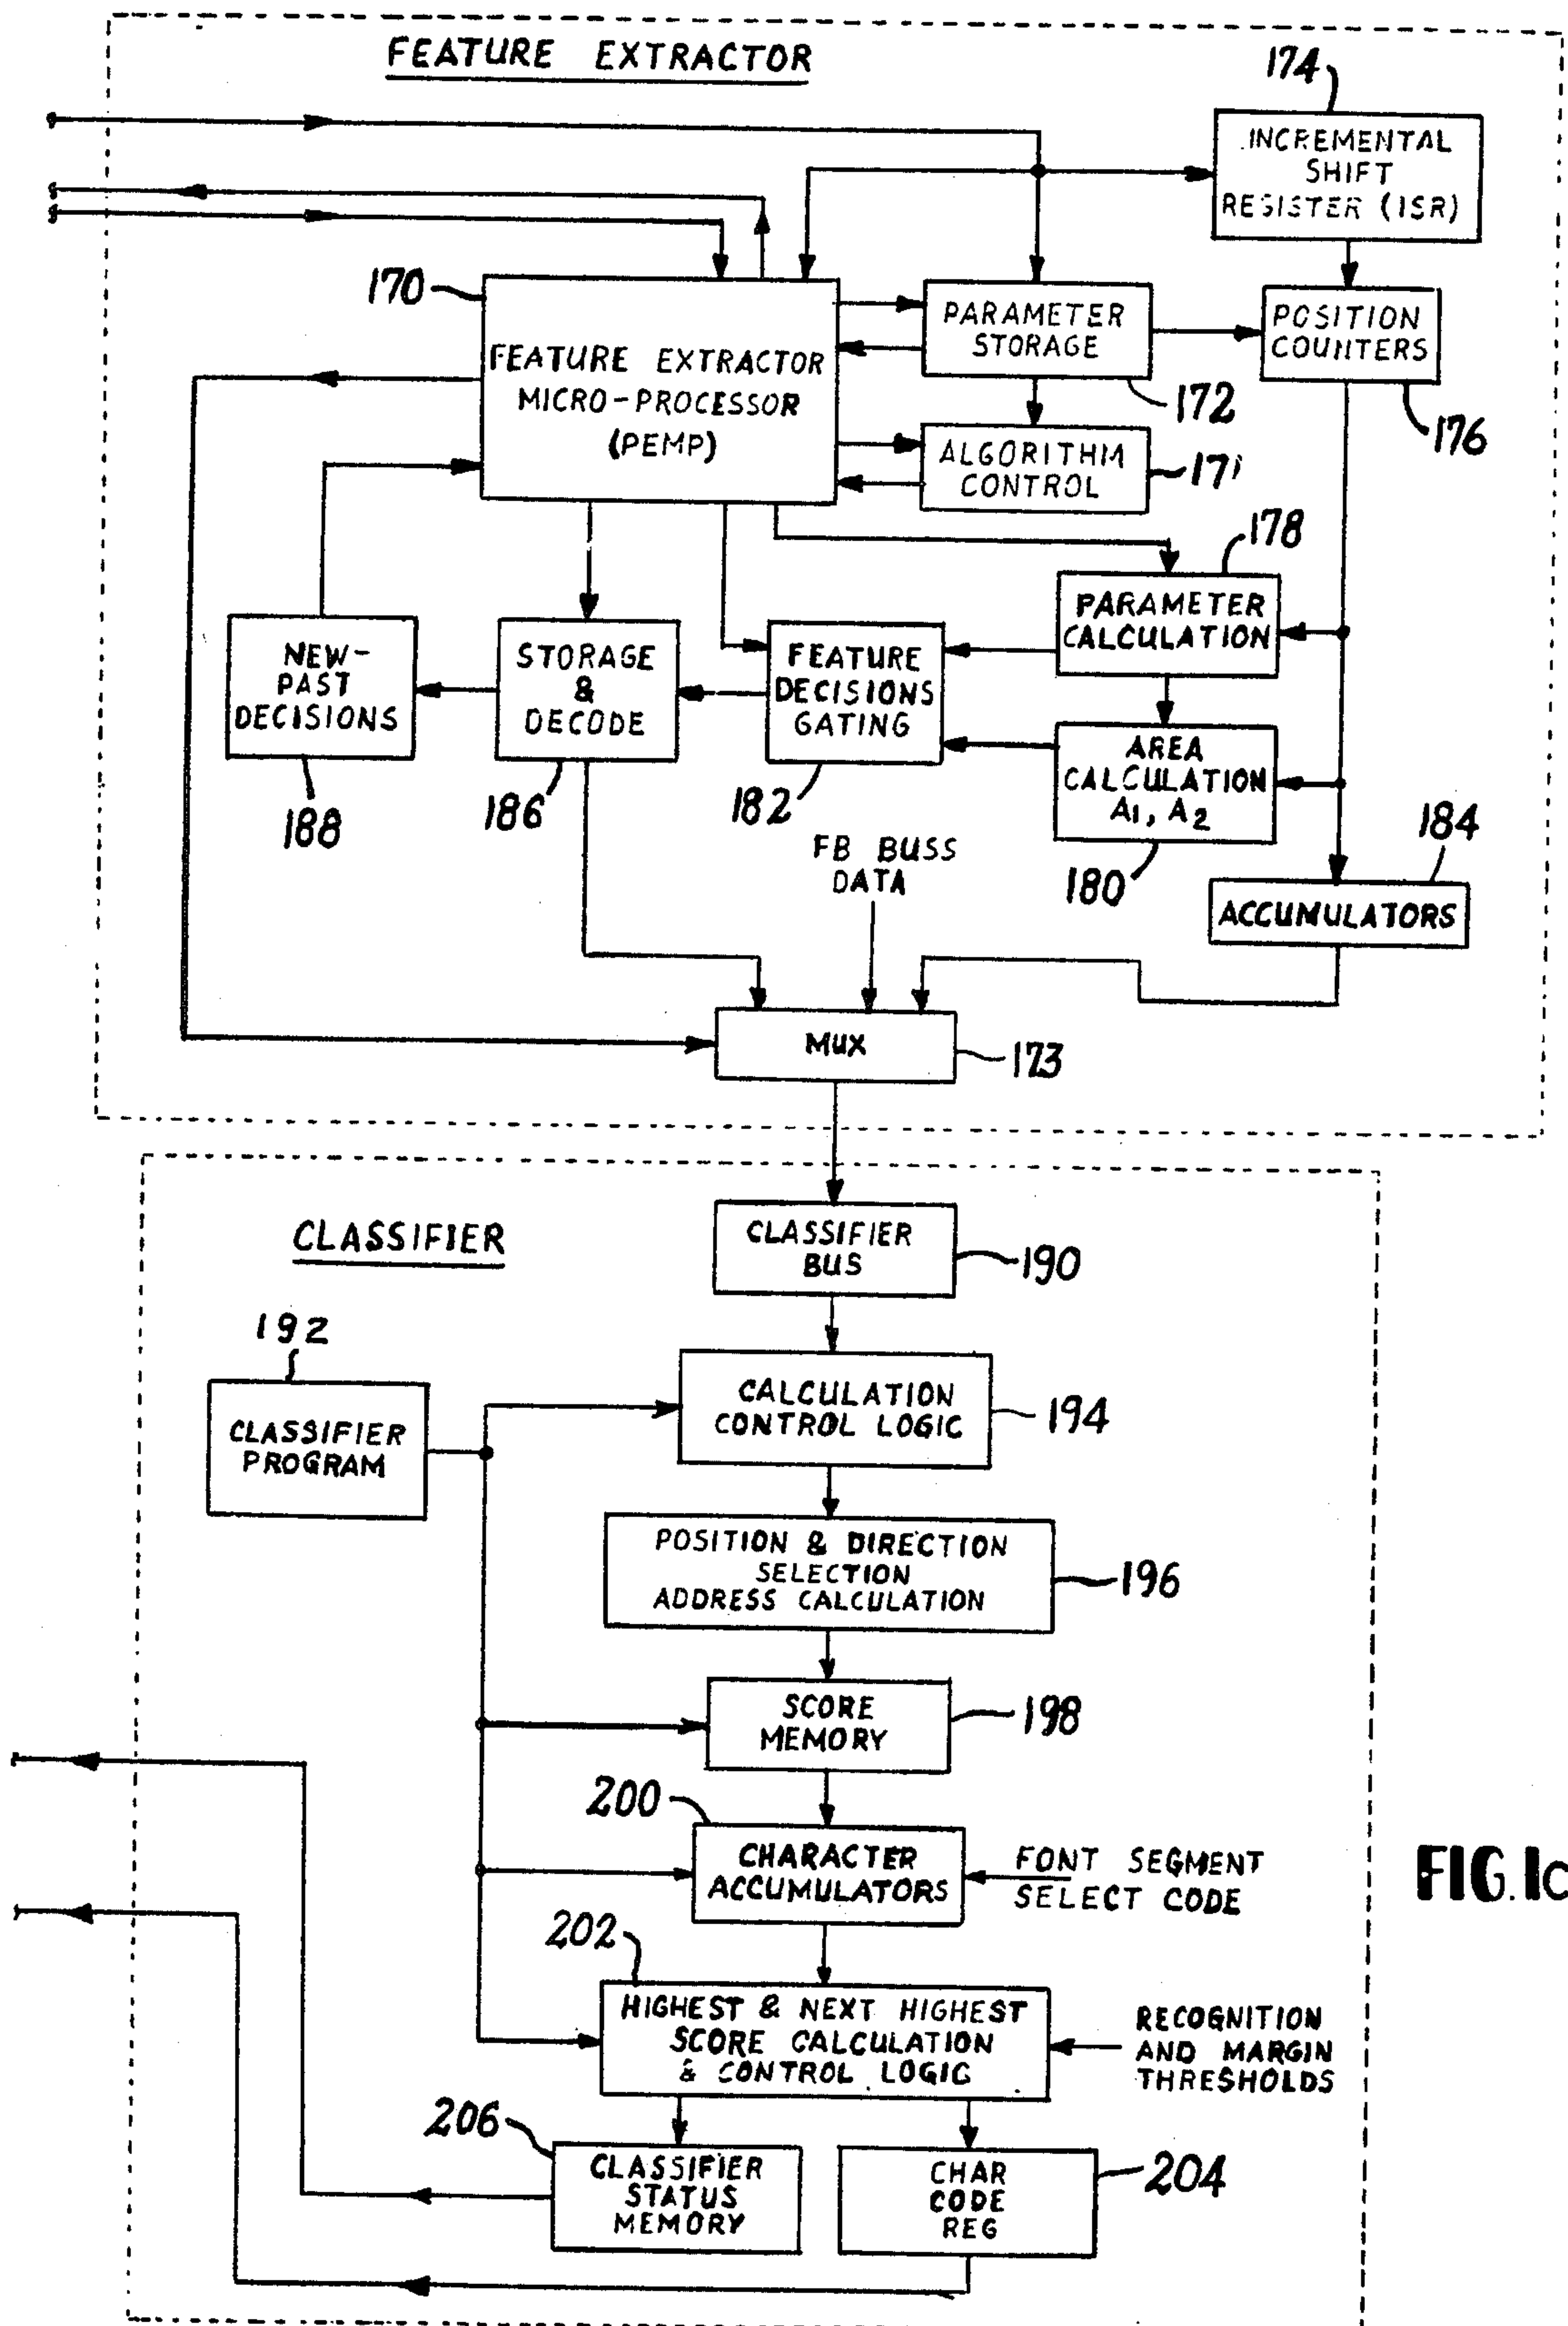 FEATURE EXTRACTOR
174
INCREMENTAL
SHIFT
REGISTER (ISR)
170
FEATURE EXTRACTOR
MICRO-PROCESSOR
(PEMP)
PARAMETER
STORAGE
172
POSITION
COUNTERS
176
ALGORITHM
CONTROL
171
178
PARAMETER
CALCULATION
NEW-
PAST
DECISIONS
188
STORAGE
&
DECODE
186
FEATURE
DECISIONS
GATING
182
AREA
CALCULATION
A1, A2
180
184
ACCUMULATORS
FB BUSS
DATA
MUX
173
CLASSIFIER
CLASSIFIER
BUS
190
192
CLASSIFIER
PROGRAM
CALCULATION
CONTROL LOGIC
194
POSITION & DIRECTION
SELECTION
ADDRESS CALCULATION
196
SCORE
MEMORY
198
200
CHARACTER
ACCUMULATORS
FONT SEGMENT
SELECT CODE
FIG.1c
202
HIGHEST & NEXT HIGHEST
SCORE CALCULATION
& CONTROL LOGIC
RECOGNITION
AND MARGIN
THRESHOLDS
206
CLASSIFIER
STATUS
MEMORY
CHAR
CODE
REG
204